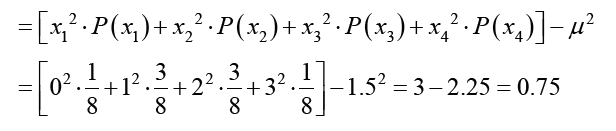 = [x₁² · P(x₁) + x₂² · P(x₂) + x₃² · P(x₃) + x₄² · P(x₄)] − μ²
= [0² · 1/8 + 1² · 3/8 + 2² · 3/8 + 3² · 1/8] − 1.5² = 3 − 2.25 = 0.75